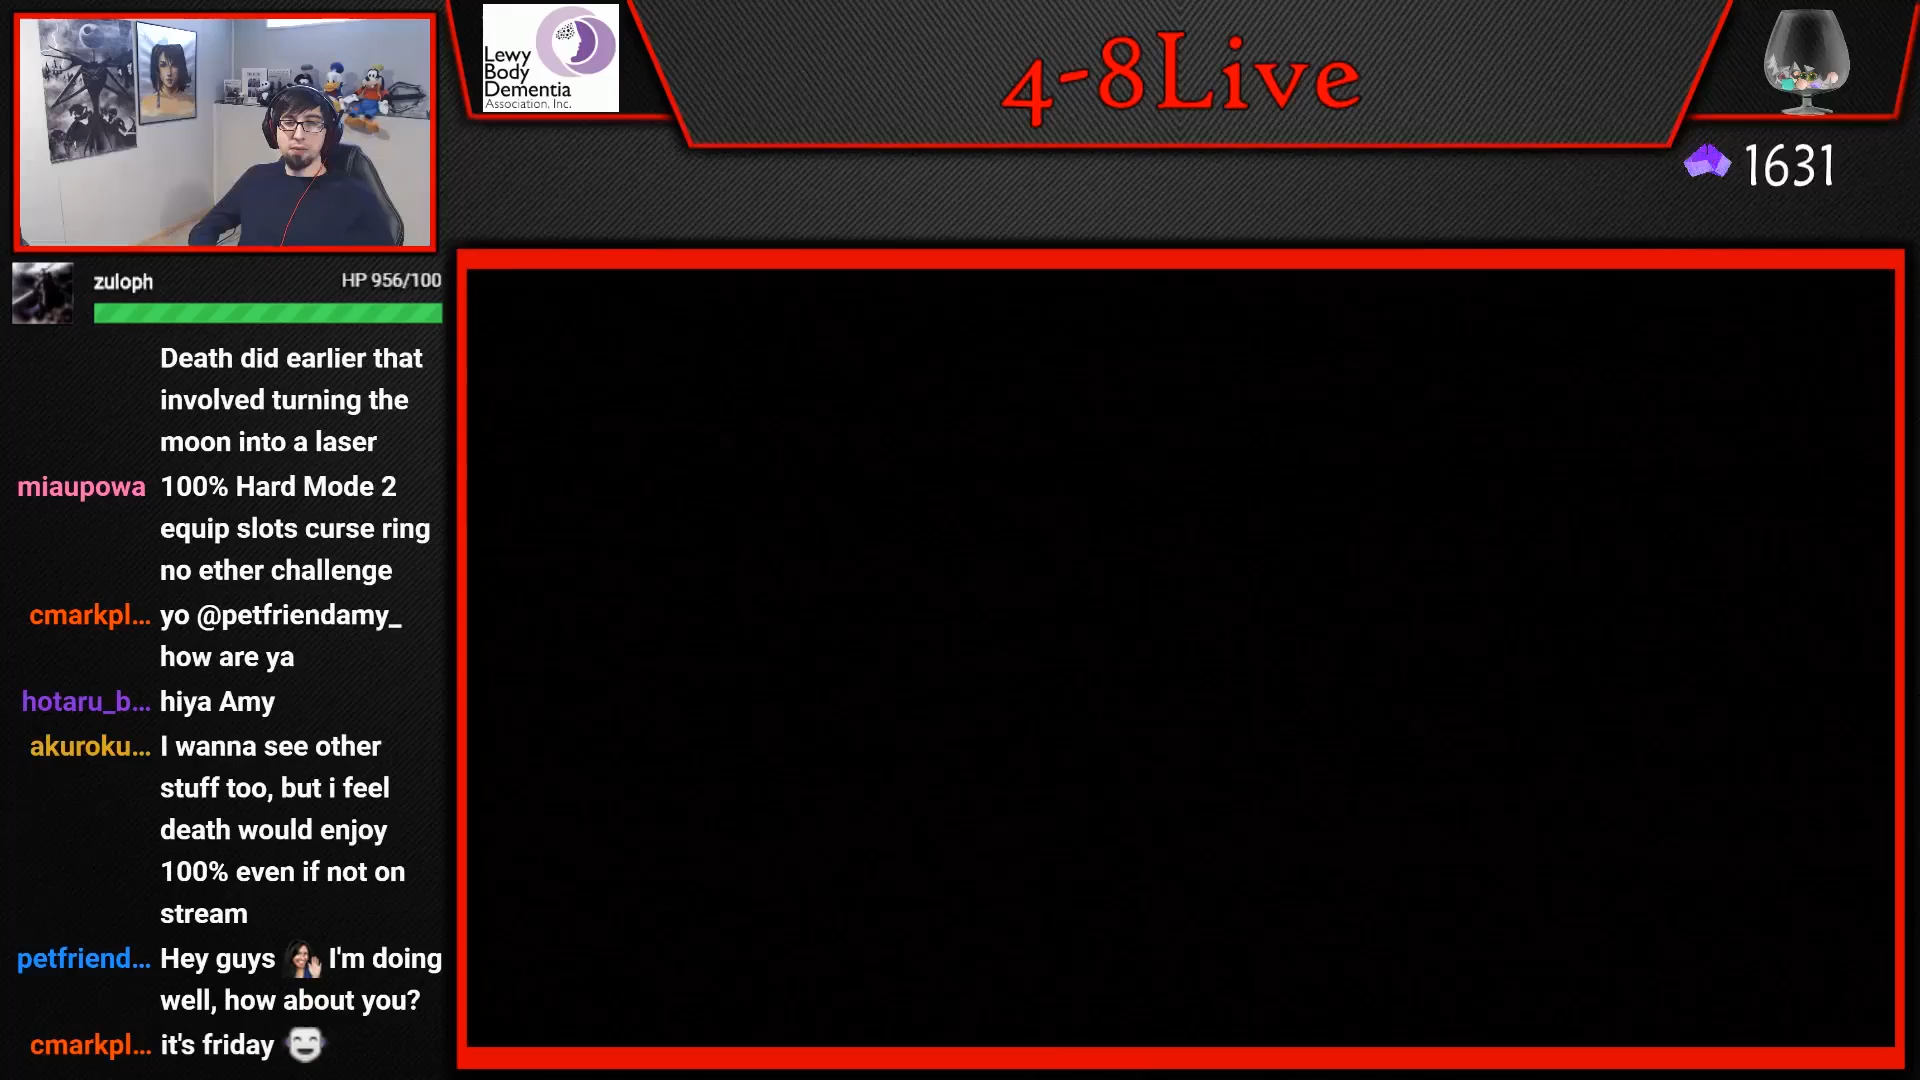 Lewy
Body
Dementia
Association, Inc.
4-8Live
1631
zuloph HP 956/100
Death did earlier that
involved turning the
moon into a laser
miaupowa 100% Hard Mode 2
equip slots curse ring
no ether challenge
cmarkpl... yo @petfriendamy_
how are ya
hotaru_b... hiya Amy
akuroku... I wanna see other
stuff too, but i feel
death would enjoy
100% even if not on
stream
petfriend... Hey guys I'm doing
well, how about you?
cmarkpl... it's friday